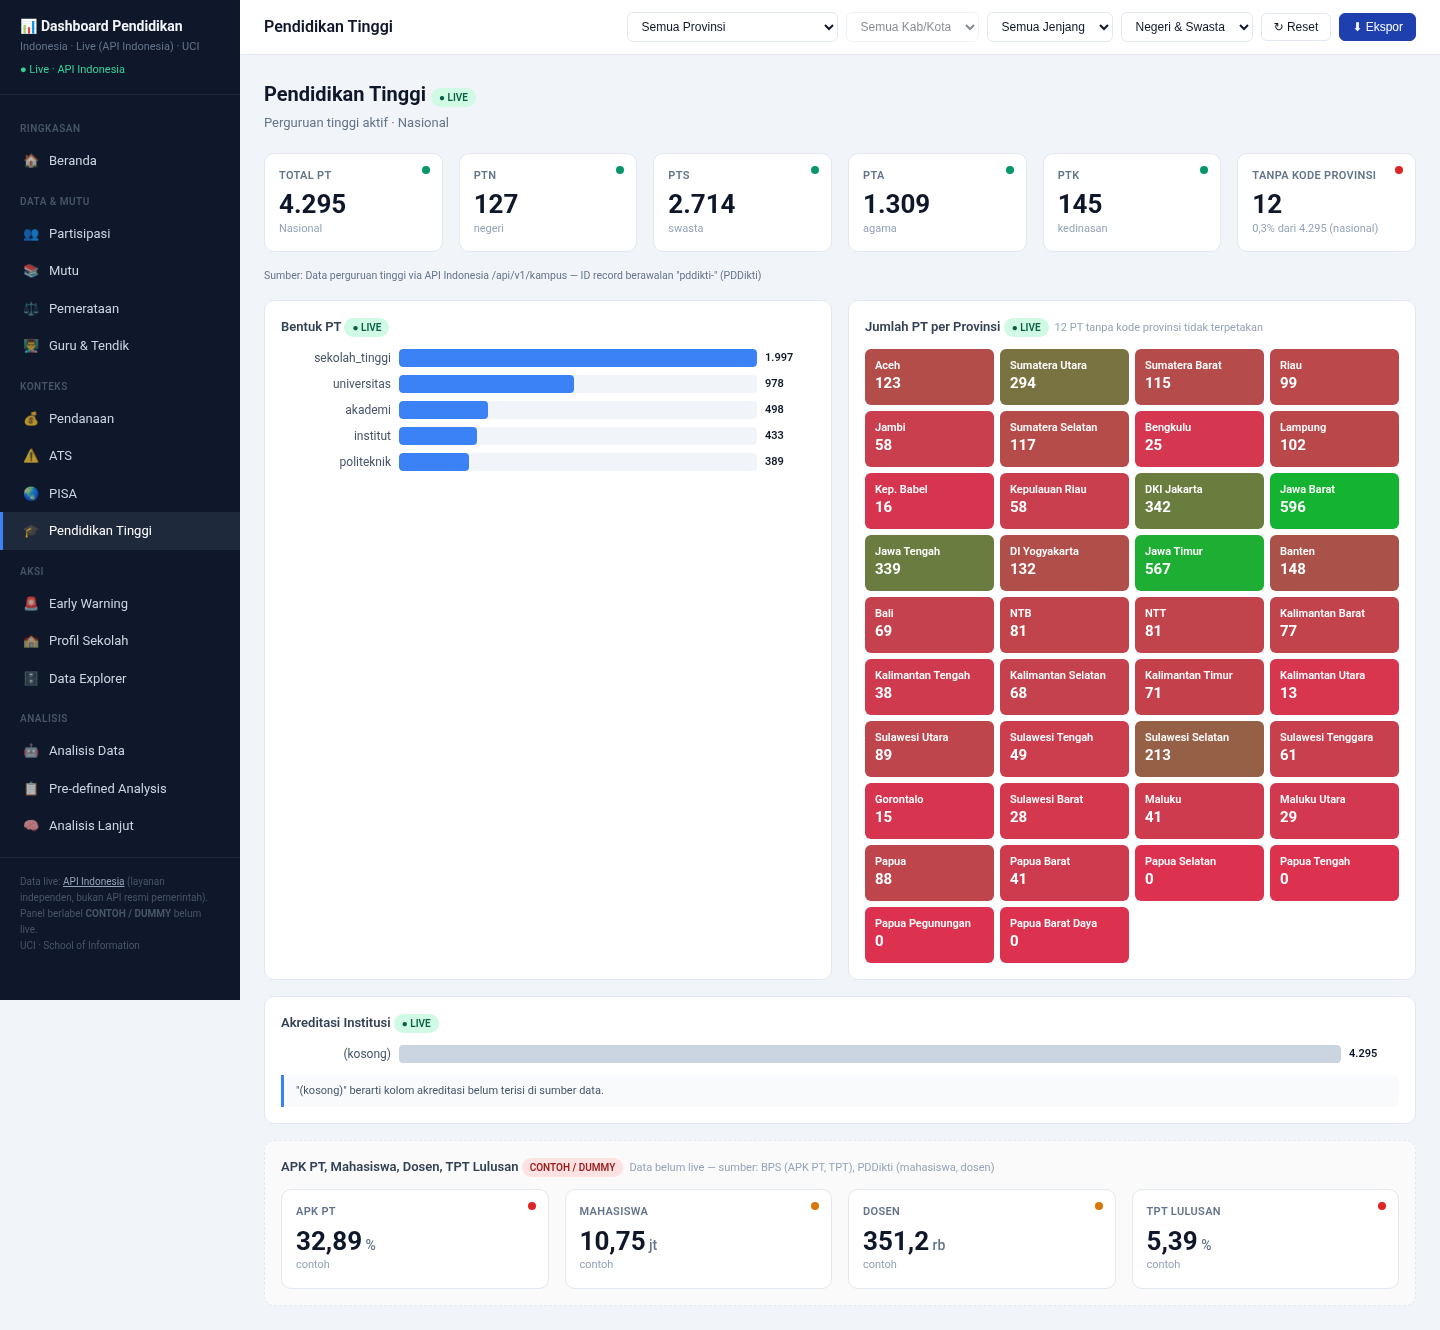 📊 Dashboard Pendidikan
Indonesia · Live (API Indonesia) · UCI
● Live · API Indonesia
RINGKASAN
Beranda
DATA & MUTU
Partisipasi
Mutu
Pemerataan
Guru & Tendik
KONTEKS
Pendanaan
ATS
PISA
Pendidikan Tinggi
AKSI
Early Warning
Profil Sekolah
Data Explorer
ANALISIS
Analisis Data
Pre-defined Analysis
Analisis Lanjut
Data live: API Indonesia (layanan
independen, bukan API resmi pemerintah).
Panel berlabel CONTOH / DUMMY belum
live.
UCI · School of Information
Pendidikan Tinggi
Semua Provinsi
Semua Kab/Kota
Semua Jenjang
Negeri & Swasta
↻ Reset
⬇ Ekspor
Pendidikan Tinggi ● LIVE
Perguruan tinggi aktif · Nasional
TOTAL PT
4.295
Nasional
PTN
127
negeri
PTS
2.714
swasta
PTA
1.309
agama
PTK
145
kedinasan
TANPA KODE PROVINSI
12
0,3% dari 4.295 (nasional)
Sumber: Data perguruan tinggi via API Indonesia /api/v1/kampus — ID record berawalan "pddikti-" (PDDikti)
Bentuk PT ● LIVE
sekolah_tinggi 1.997
universitas 978
akademi 498
institut 433
politeknik 389
Jumlah PT per Provinsi ● LIVE 12 PT tanpa kode provinsi tidak terpetakan
Aceh
123
Sumatera Utara
294
Sumatera Barat
115
Riau
99
Jambi
58
Sumatera Selatan
117
Bengkulu
25
Lampung
102
Kep. Babel
16
Kepulauan Riau
58
DKI Jakarta
342
Jawa Barat
596
Jawa Tengah
339
DI Yogyakarta
132
Jawa Timur
567
Banten
148
Bali
69
NTB
81
NTT
81
Kalimantan Barat
77
Kalimantan Tengah
38
Kalimantan Selatan
68
Kalimantan Timur
71
Kalimantan Utara
13
Sulawesi Utara
89
Sulawesi Tengah
49
Sulawesi Selatan
213
Sulawesi Tenggara
61
Gorontalo
15
Sulawesi Barat
28
Maluku
41
Maluku Utara
29
Papua
88
Papua Barat
41
Papua Selatan
0
Papua Tengah
0
Papua Pegunungan
0
Papua Barat Daya
0
Akreditasi Institusi ● LIVE
(kosong) 4.295
"(kosong)" berarti kolom akreditasi belum terisi di sumber data.
APK PT, Mahasiswa, Dosen, TPT Lulusan CONTOH / DUMMY Data belum live — sumber: BPS (APK PT, TPT), PDDikti (mahasiswa, dosen)
APK PT
32,89 %
contoh
MAHASISWA
10,75 jt
contoh
DOSEN
351,2 rb
contoh
TPT LULUSAN
5,39 %
contoh